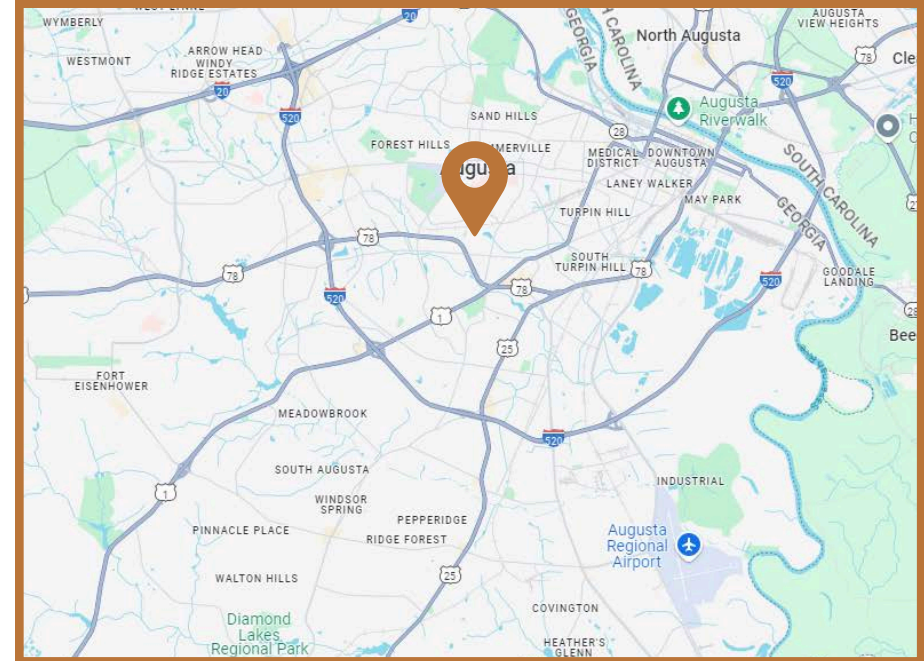 WYMBERLY
20
North Augusta
AUGUSTA
VIEW HEIGHTS
WESTMONT
ARROW HEAD
WINDY
RIDGE ESTATES
20
520
GEORGIA
SOUTH CAROLINA
78
520
Augusta
Riverwalk
SAND HILLS
28
FOREST HILLS
MEDICAL
DISTRICT
DOWNTOWN
AUGUSTA
LANEY WALKER
MAY PARK
SOUTH CAROLINA
GEORGIA
TURPIN HILL
78
78
SOUTH
TURPIN HILL
78
78
520
520
GOODALE
LANDING
1
25
FORT
EISENHOWER
MEADOWBROOK
520
SOUTH AUGUSTA
INDUSTRIAL
1
WINDSOR
SPRING
PINNACLE PLACE
PEPPERIDGE
RIDGE FOREST
Augusta
Regional
Airport
WALTON HILLS
25
Diamond
Lakes
Regional Park
COVINGTON
HEATHER'S
GLENN